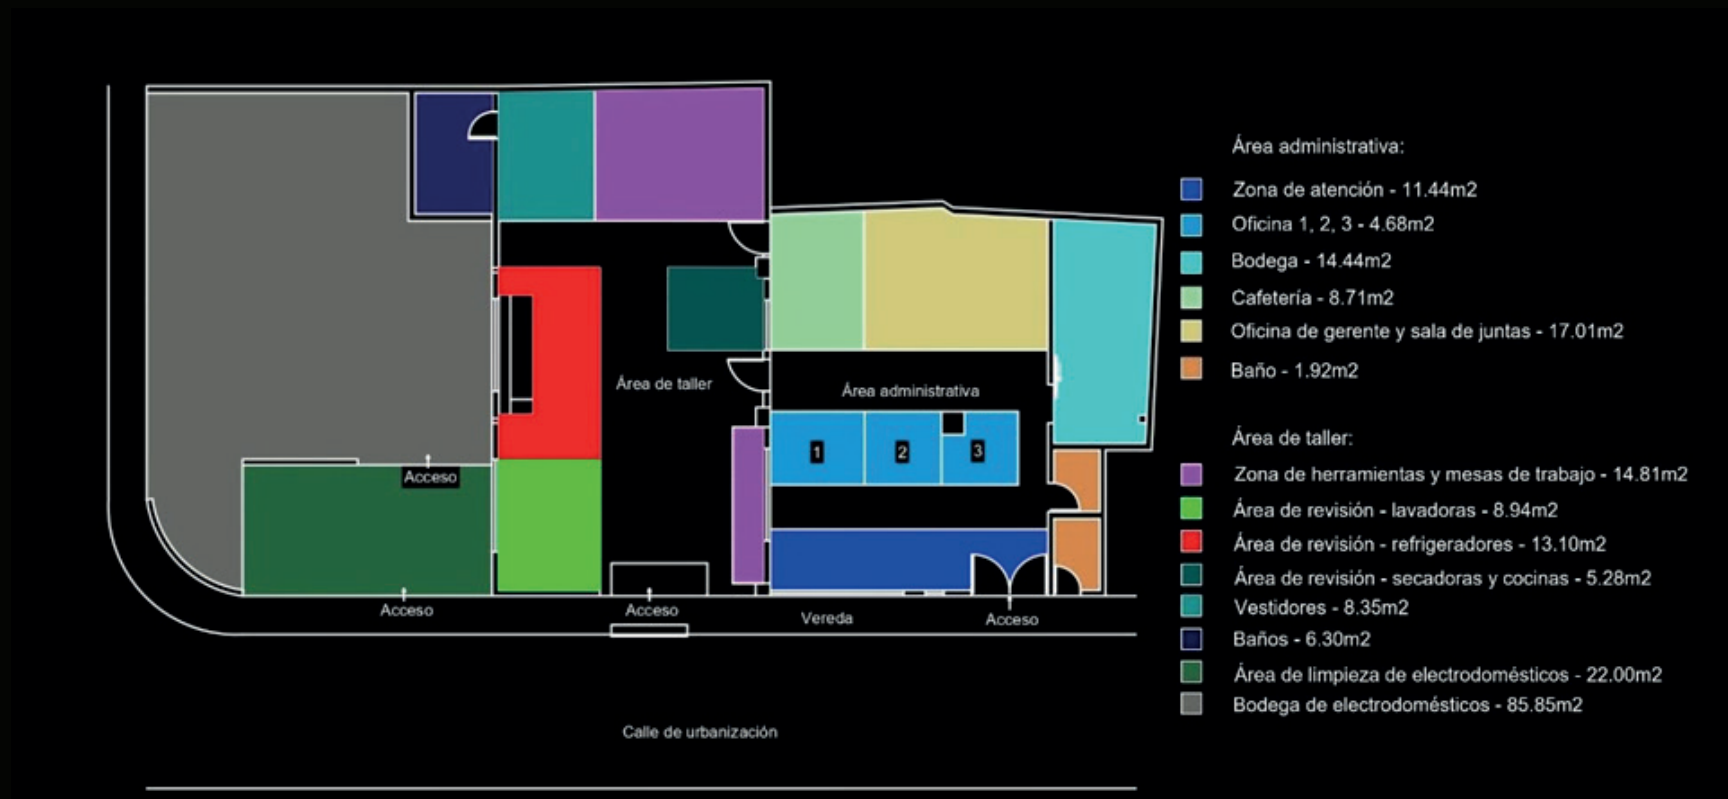 Área administrativa:
Zona de atención - 11.44m2
Oficina 1, 2, 3 - 4.68m2
Bodega - 14.44m2
Cafetería - 8.71m2
Oficina de gerente y sala de juntas - 17.01m2
Baño - 1.92m2
Área de taller:
Zona de herramientas y mesas de trabajo - 14.81m2
Área de revisión - lavadoras - 8.94m2
Área de revisión - refrigeradores - 13.10m2
Área de revisión - secadoras y cocinas - 5.28m2
Vestidores - 8.35m2
Baños - 6.30m2
Área de limpieza de electrodomésticos - 22.00m2
Bodega de electrodomésticos - 85.85m2
Área de taller
Área administrativa
1
2
3
Acceso
Acceso
Acceso
Vereda
Acceso
Calle de urbanización